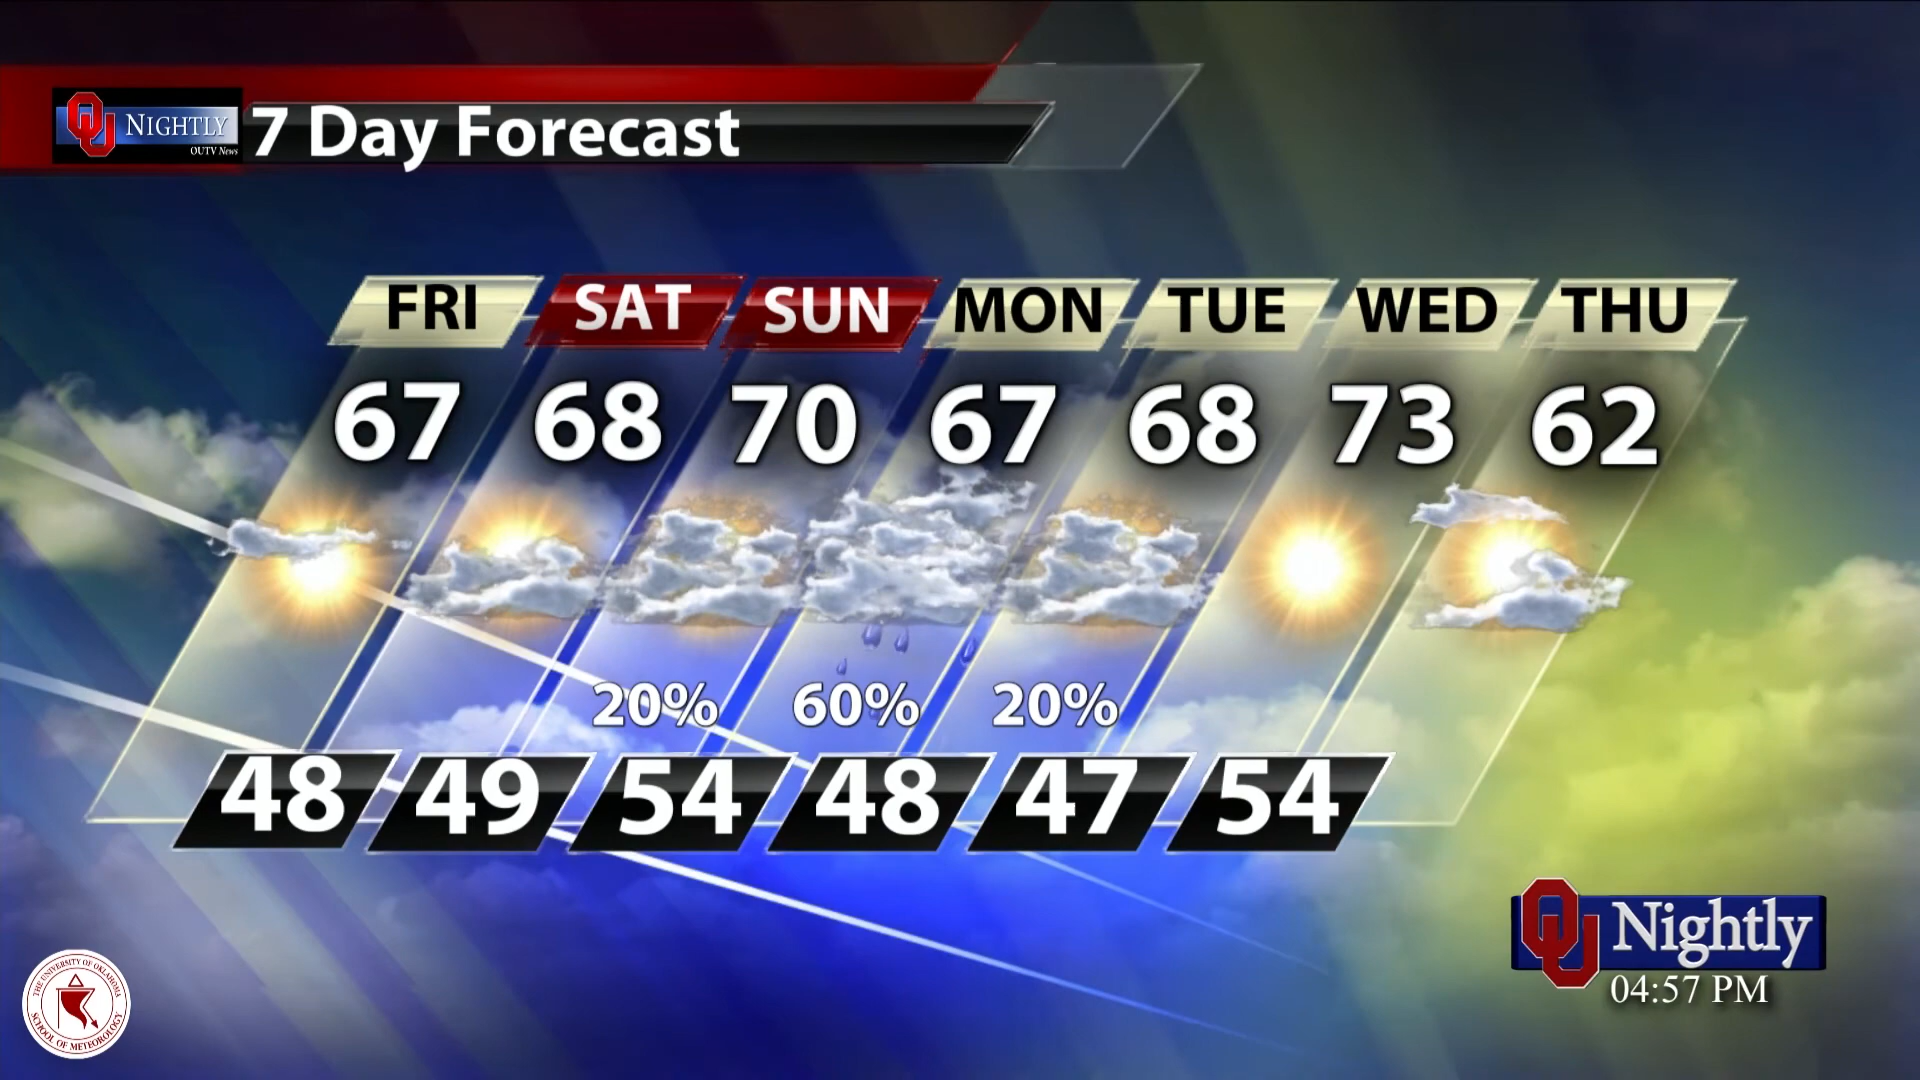 OU NIGHTLY
OUTV News
7 Day Forecast
FRI SAT SUN MON TUE WED THU
67 68 70 67 68 73 62
20% 60% 20%
48 49 54 48 47 54
OU Nightly
04:57 PM
THE UNIVERSITY OF OKLAHOMA
SCHOOL OF METEOROLOGY